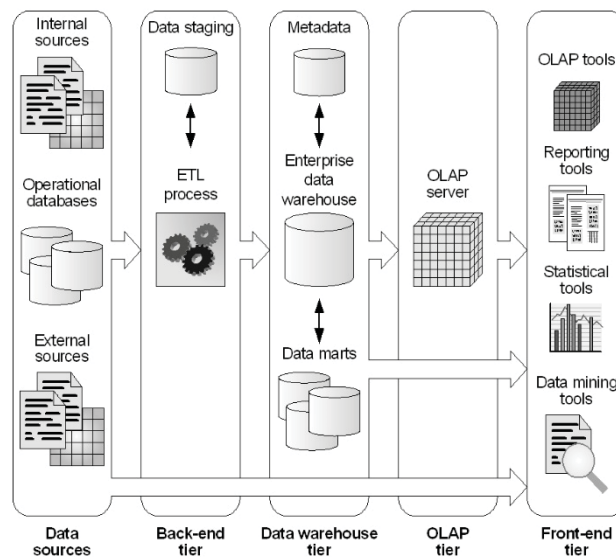 Internal
sources
Operational
databases
External
sources
Data
sources
Data staging
ETL
process
Back-end
tier
Metadata
Enterprise
data
warehouse
Data marts
Data warehouse
tier
OLAP
server
OLAP
tier
OLAP tools
Reporting
tools
Statistical
tools
Data mining
tools
Front-end
tier